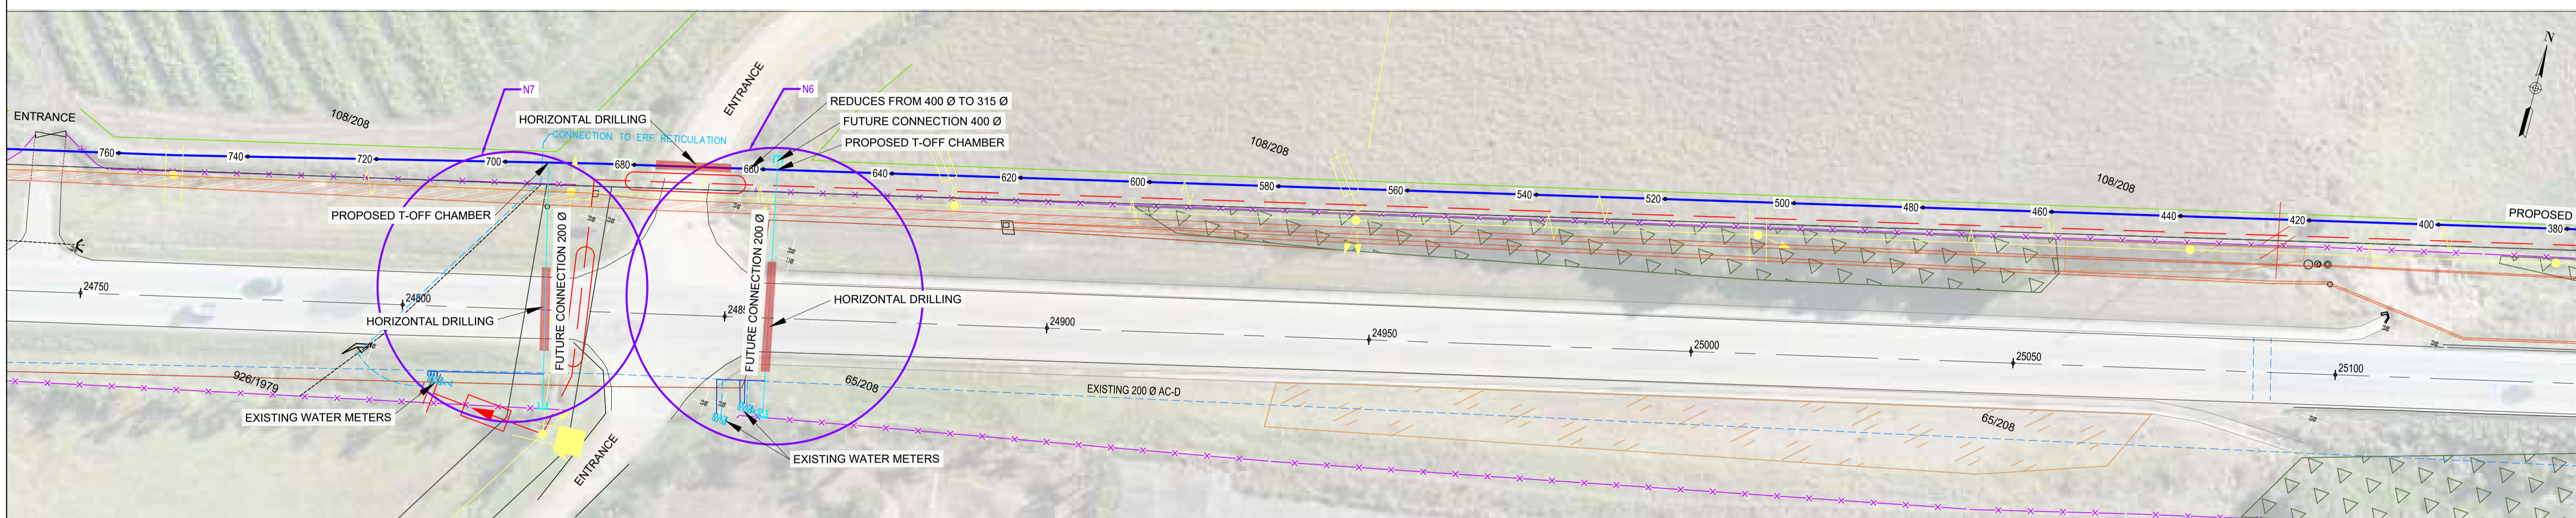 N
N7
N6
REDUCES FROM 400 Ø TO 315 Ø
HORIZONTAL DRILLING
FUTURE CONNECTION 400 Ø
ENTRANCE
ENTRANCE
108/208
CONNECTION TO ERF RETICULATION
PROPOSED T-OFF CHAMBER
108/208
108/208
760
740
720
700
680
660
640
620
600
580
560
540
520
500
480
460
440
420
400
380
PROPOSED
PROPOSED T-OFF CHAMBER
FUTURE CONNECTION 200 Ø
FUTURE CONNECTION 200 Ø
24750
24800
HORIZONTAL DRILLING
HORIZONTAL DRILLING
24900
24950
25000
25050
25100
926/1979
65/208
EXISTING 200 Ø AC-D
65/208
EXISTING WATER METERS
ENTRANCE
EXISTING WATER METERS